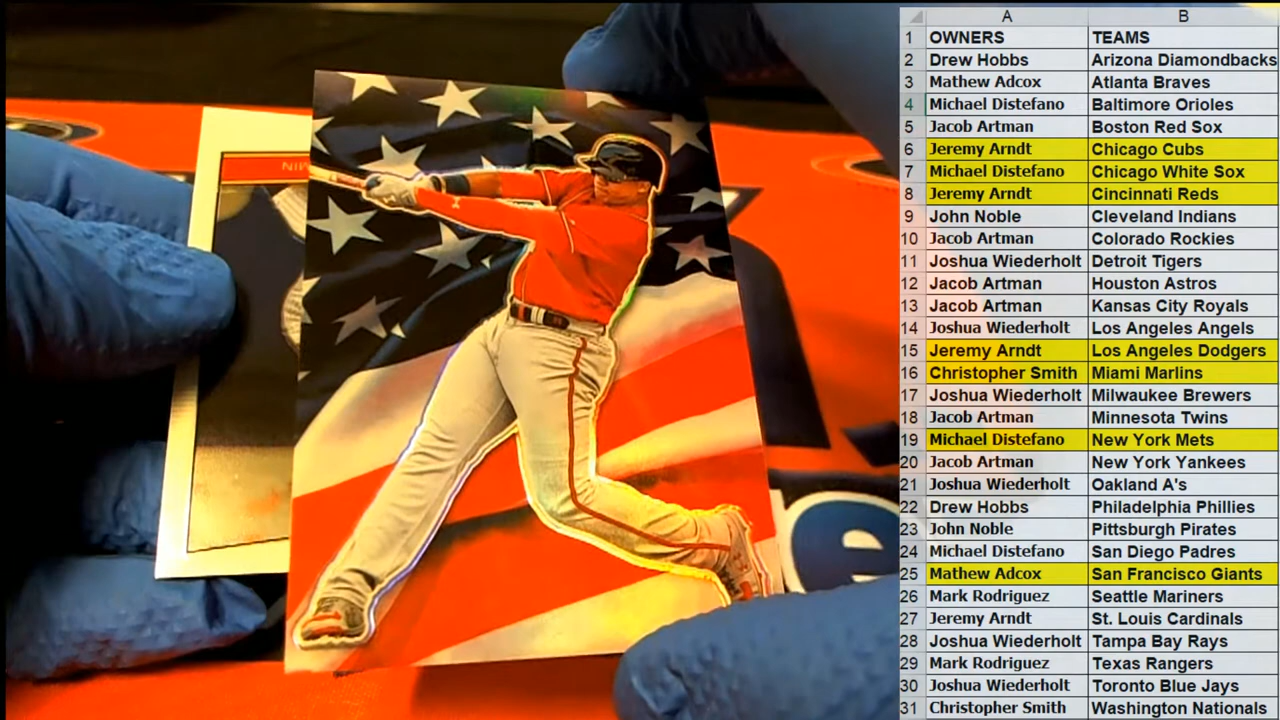 A B
1 OWNERS TEAMS
2 Drew Hobbs Arizona Diamondbacks
3 Mathew Adcox Atlanta Braves
4 Michael Distefano Baltimore Orioles
5 Jacob Artman Boston Red Sox
6 Jeremy Arndt Chicago Cubs
7 Michael Distefano Chicago White Sox
8 Jeremy Arndt Cincinnati Reds
9 John Noble Cleveland Indians
10 Jacob Artman Colorado Rockies
11 Joshua Wiederholt Detroit Tigers
12 Jacob Artman Houston Astros
13 Jacob Artman Kansas City Royals
14 Joshua Wiederholt Los Angeles Angels
15 Jeremy Arndt Los Angeles Dodgers
16 Christopher Smith Miami Marlins
17 Joshua Wiederholt Milwaukee Brewers
18 Jacob Artman Minnesota Twins
19 Michael Distefano New York Mets
20 Jacob Artman New York Yankees
21 Joshua Wiederholt Oakland A's
22 Drew Hobbs Philadelphia Phillies
23 John Noble Pittsburgh Pirates
24 Michael Distefano San Diego Padres
25 Mathew Adcox San Francisco Giants
26 Mark Rodriguez Seattle Mariners
27 Jeremy Arndt St. Louis Cardinals
28 Joshua Wiederholt Tampa Bay Rays
29 Mark Rodriguez Texas Rangers
30 Joshua Wiederholt Toronto Blue Jays
31 Christopher Smith Washington Nationals